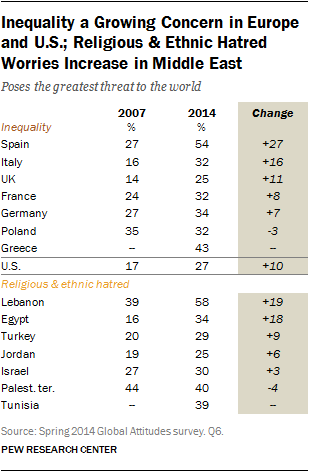 Inequality a Growing Concern in Europe
and U.S.; Religious & Ethnic Hatred
Worries Increase in Middle East
Poses the greatest threat to the world
2007 2014 Change
Inequality % %
Spain 27 54 +27
Italy 16 32 +16
UK 14 25 +11
France 24 32 +8
Germany 27 34 +7
Poland 35 32 -3
Greece -- 43 --
U.S. 17 27 +10
Religious & ethnic hatred
Lebanon 39 58 +19
Egypt 16 34 +18
Turkey 20 29 +9
Jordan 19 25 +6
Israel 27 30 +3
Palest. ter. 44 40 -4
Tunisia -- 39 --
Source: Spring 2014 Global Attitudes survey. Q6.
PEW RESEARCH CENTER